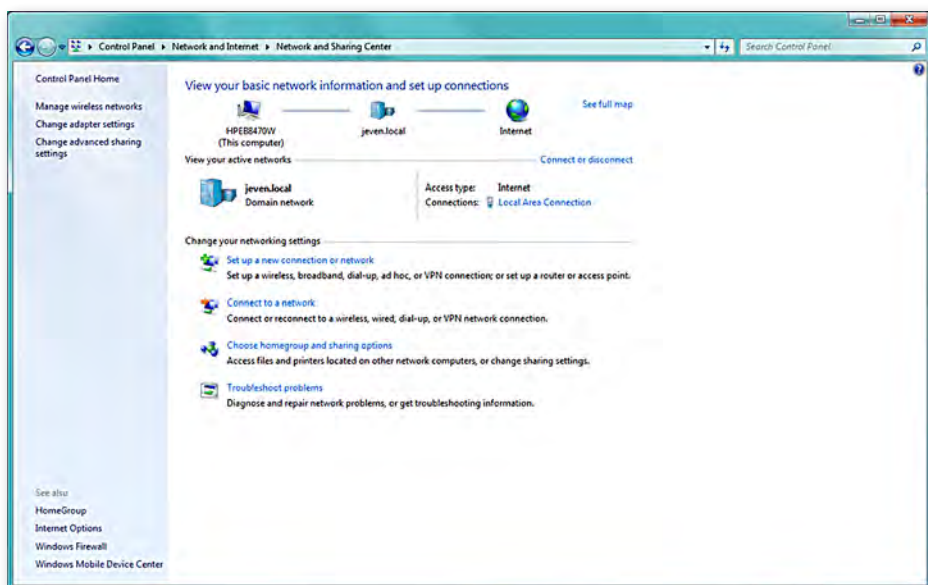 Control Panel ▸ Network and Internet ▸ Network and Sharing Center
Search Control Panel
Control Panel Home
Manage wireless networks
Change adapter settings
Change advanced sharing
settings
View your basic network information and set up connections
See full map
HPEB8470W
(This computer)
jeven.local
Internet
View your active networks
Connect or disconnect
jeven.local
Domain network
Access type: Internet
Connections: Local Area Connection
Change your networking settings
Set up a new connection or network
Set up a wireless, broadband, dial-up, ad hoc, or VPN connection; or set up a router or access point.
Connect to a network
Connect or reconnect to a wireless, wired, dial-up, or VPN network connection.
Choose homegroup and sharing options
Access files and printers located on other network computers, or change sharing settings.
Troubleshoot problems
Diagnose and repair network problems, or get troubleshooting information.
See also
HomeGroup
Internet Options
Windows Firewall
Windows Mobile Device Center